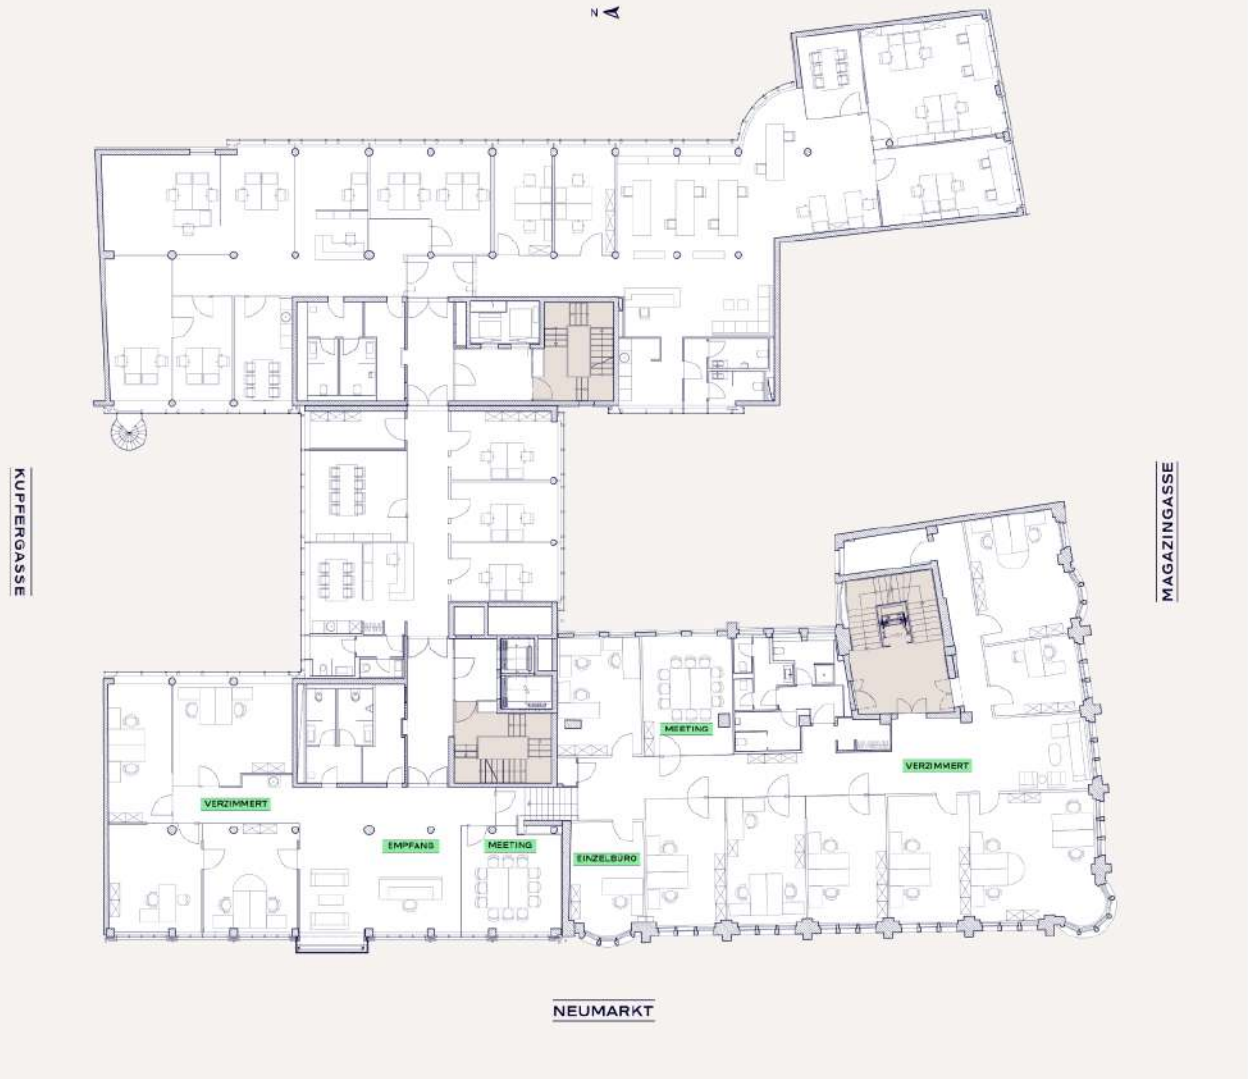 N
KUPFERGASSE
MAGAZINGASSE
MEETING
VERZIMMERT
VERZIMMERT
EMPFANG
MEETING
EINZELBÜRO
NEUMARKT